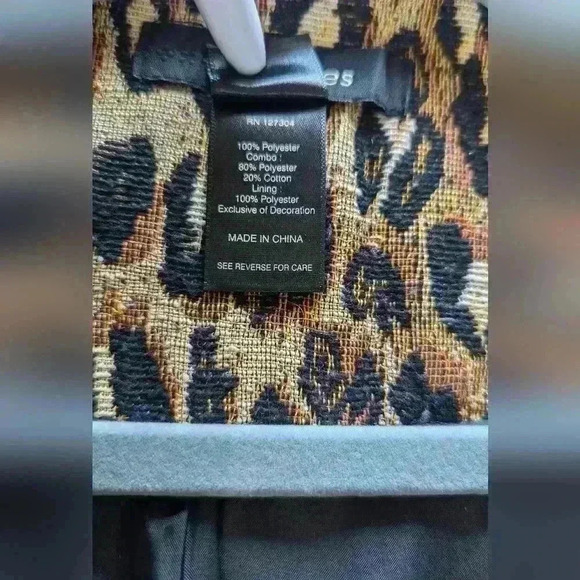 es
RN 127304
100% Polyester
Combo :
80% Polyester
20% Cotton
Lining
100% Polyester
Exclusive of Decoration
MADE IN CHINA
SEE REVERSE FOR CARE